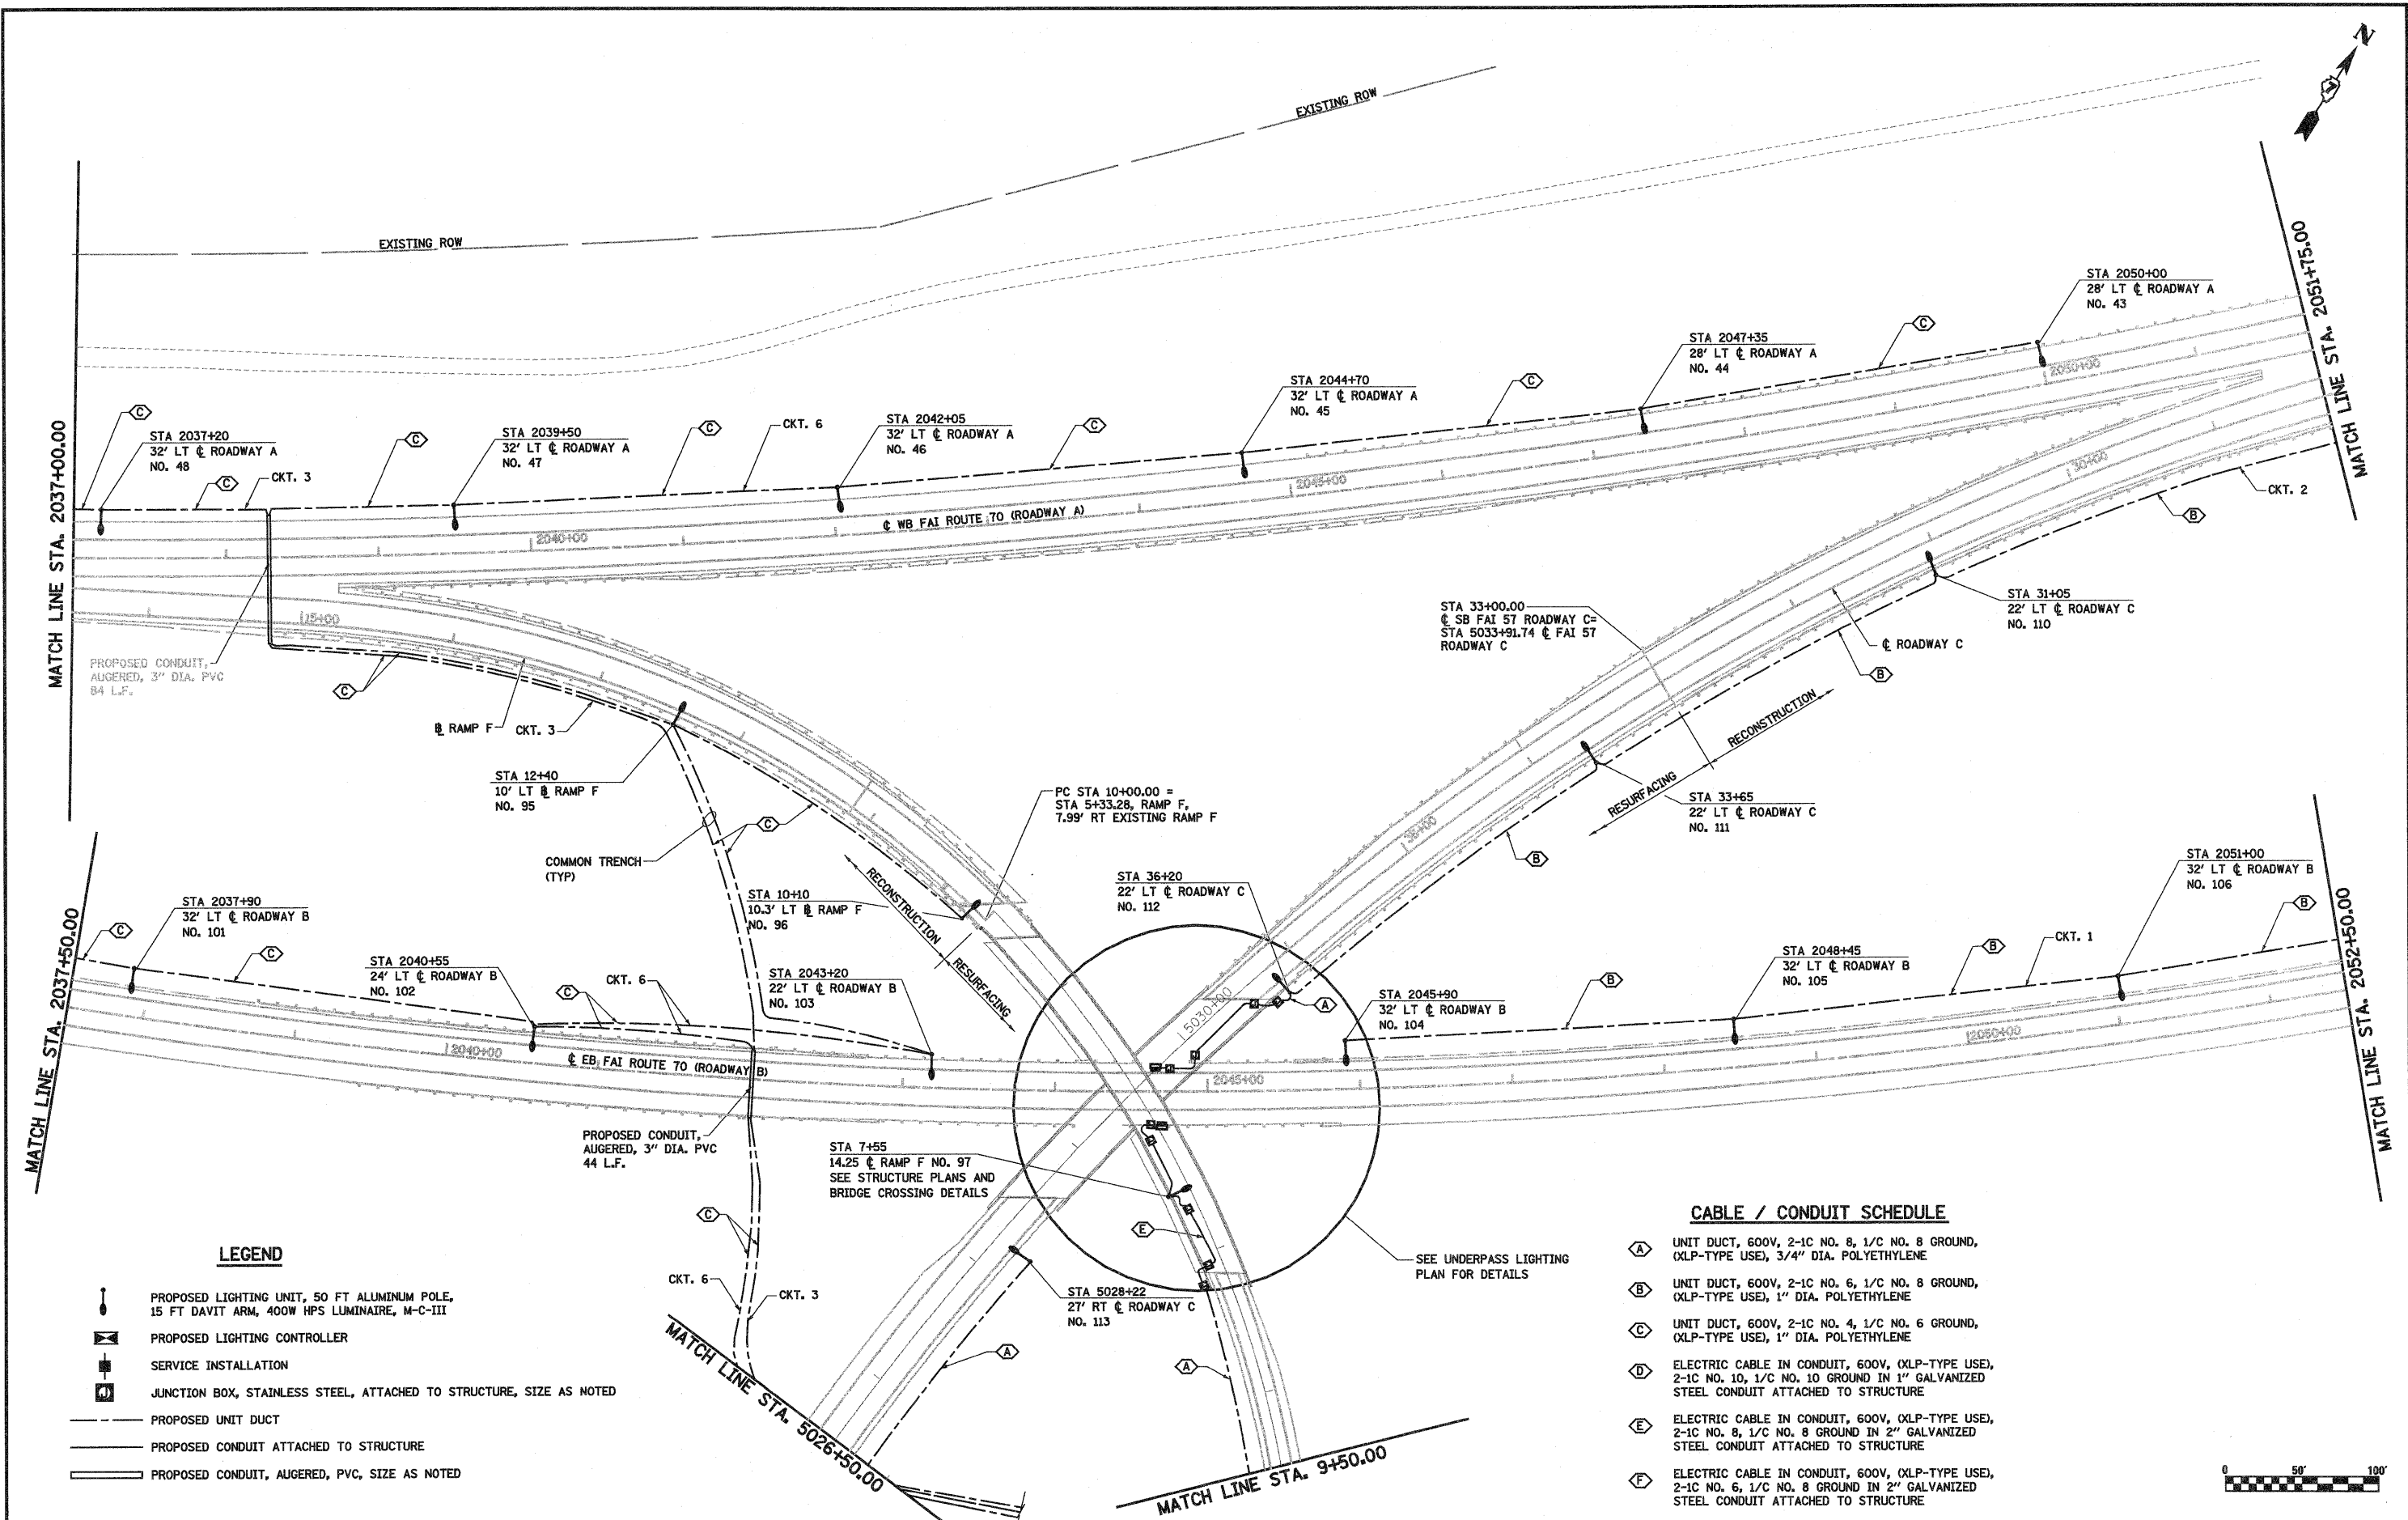 N
7
EXISTING ROW
EXISTING ROW
MATCH LINE STA. 2037+00.00
MATCH LINE STA. 2051+75.00
C
STA 2037+20
32' LT ℄ ROADWAY A
NO. 48
C
CKT. 3
C
STA 2039+50
32' LT ℄ ROADWAY A
NO. 47
C
CKT. 6
STA 2042+05
32' LT ℄ ROADWAY A
NO. 46
C
STA 2044+70
32' LT ℄ ROADWAY A
NO. 45
C
STA 2047+35
28' LT ℄ ROADWAY A
NO. 44
C
STA 2050+00
28' LT ℄ ROADWAY A
NO. 43
2040+00
℄ WB FAI ROUTE 70 (ROADWAY A)
2045+00
2050+00
15+00
30+00
CKT. 2
B
PROPOSED CONDUIT,
AUGERED, 3" DIA. PVC
84 L.F.
C
B RAMP F
CKT. 3
STA 12+40
10' LT B RAMP F
NO. 95
COMMON TRENCH
(TYP)
C
STA 33+00.00
℄ SB FAI 57 ROADWAY C=
STA 5033+91.74 ℄ FAI 57
ROADWAY C
STA 31+05
22' LT ℄ ROADWAY C
NO. 110
℄ ROADWAY C
B
RECONSTRUCTION
RESURFACING
STA 33+65
22' LT ℄ ROADWAY C
NO. 111
35+00
B
PC STA 10+00.00 =
STA 5+33.28, RAMP F,
7.99' RT EXISTING RAMP F
RECONSTRUCTION
RESURFACING
STA 10+10
10.3' LT B RAMP F
NO. 96
STA 36+20
22' LT ℄ ROADWAY C
NO. 112
A
5030+00
MATCH LINE STA. 2037+50.00
MATCH LINE STA. 2052+50.00
C
STA 2037+90
32' LT ℄ ROADWAY B
NO. 101
C
STA 2040+55
24' LT ℄ ROADWAY B
NO. 102
C
CKT. 6
STA 2043+20
22' LT ℄ ROADWAY B
NO. 103
STA 2045+90
32' LT ℄ ROADWAY B
NO. 104
B
STA 2048+45
32' LT ℄ ROADWAY B
NO. 105
B
CKT. 1
STA 2051+00
32' LT ℄ ROADWAY B
NO. 106
B
2040+00
℄ EB FAI ROUTE 70 (ROADWAY B)
2045+00
2050+00
PROPOSED CONDUIT,
AUGERED, 3" DIA. PVC
44 L.F.
STA 7+55
14.25 ℄ RAMP F NO. 97
SEE STRUCTURE PLANS AND
BRIDGE CROSSING DETAILS
C
E
SEE UNDERPASS LIGHTING
PLAN FOR DETAILS
CKT. 6
CKT. 3
STA 5028+22
27' RT ℄ ROADWAY C
NO. 113
A
A
MATCH LINE STA. 5026+50.00
MATCH LINE STA. 9+50.00
LEGEND
PROPOSED LIGHTING UNIT, 50 FT ALUMINUM POLE,
15 FT DAVIT ARM, 400W HPS LUMINAIRE, M-C-III
PROPOSED LIGHTING CONTROLLER
SERVICE INSTALLATION
J
JUNCTION BOX, STAINLESS STEEL, ATTACHED TO STRUCTURE, SIZE AS NOTED
PROPOSED UNIT DUCT
PROPOSED CONDUIT ATTACHED TO STRUCTURE
PROPOSED CONDUIT, AUGERED, PVC, SIZE AS NOTED
CABLE / CONDUIT SCHEDULE
A UNIT DUCT, 600V, 2-1C NO. 8, 1/C NO. 8 GROUND,
(XLP-TYPE USE), 3/4" DIA. POLYETHYLENE
B UNIT DUCT, 600V, 2-1C NO. 6, 1/C NO. 8 GROUND,
(XLP-TYPE USE), 1" DIA. POLYETHYLENE
C UNIT DUCT, 600V, 2-1C NO. 4, 1/C NO. 6 GROUND,
(XLP-TYPE USE), 1" DIA. POLYETHYLENE
D ELECTRIC CABLE IN CONDUIT, 600V, (XLP-TYPE USE),
2-1C NO. 10, 1/C NO. 10 GROUND IN 1" GALVANIZED
STEEL CONDUIT ATTACHED TO STRUCTURE
E ELECTRIC CABLE IN CONDUIT, 600V, (XLP-TYPE USE),
2-1C NO. 8, 1/C NO. 8 GROUND IN 2" GALVANIZED
STEEL CONDUIT ATTACHED TO STRUCTURE
F ELECTRIC CABLE IN CONDUIT, 600V, (XLP-TYPE USE),
2-1C NO. 6, 1/C NO. 8 GROUND IN 2" GALVANIZED
STEEL CONDUIT ATTACHED TO STRUCTURE
0 50' 100'